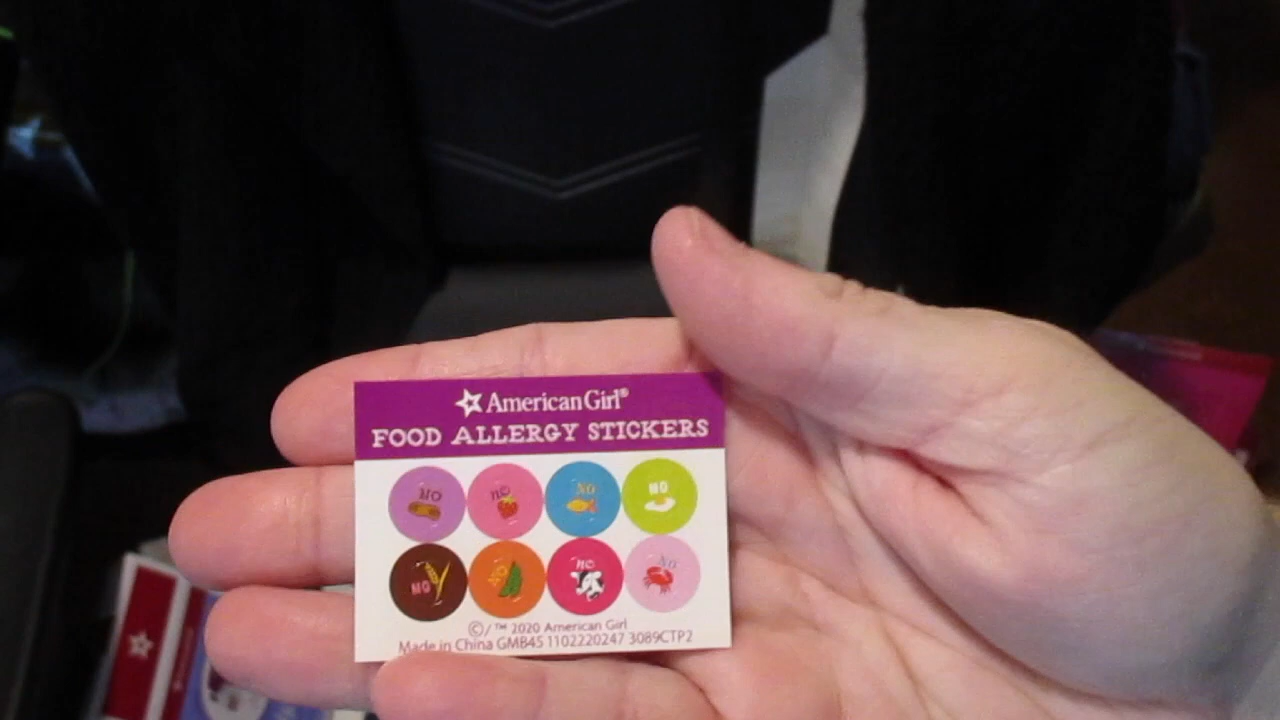 American Girl®
FOOD ALLERGY STICKERS
NO no NO NO
NO NO no No
©/™ 2020 American Girl
Made in China GMB45 1102220247 3089CTP2